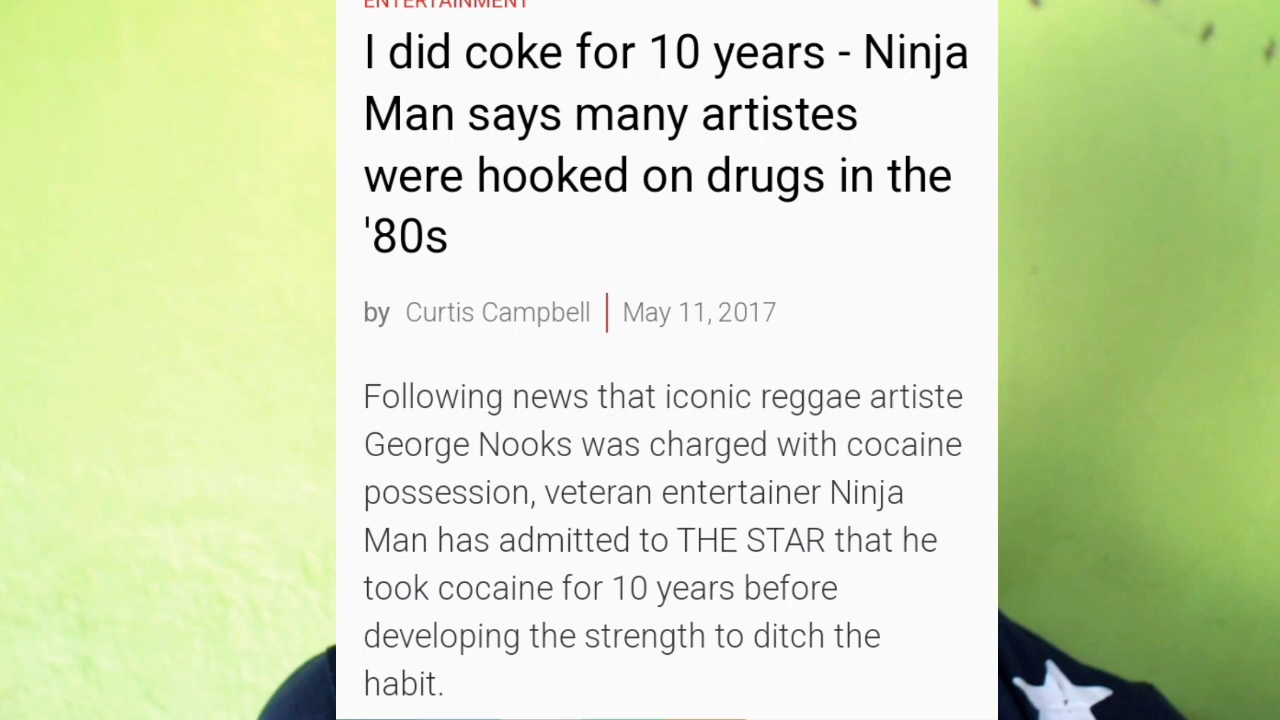 ENTERTAINMENT
I did coke for 10 years - Ninja
Man says many artistes
were hooked on drugs in the
'80s
by Curtis Campbell | May 11, 2017
Following news that iconic reggae artiste
George Nooks was charged with cocaine
possession, veteran entertainer Ninja
Man has admitted to THE STAR that he
took cocaine for 10 years before
developing the strength to ditch the
habit.